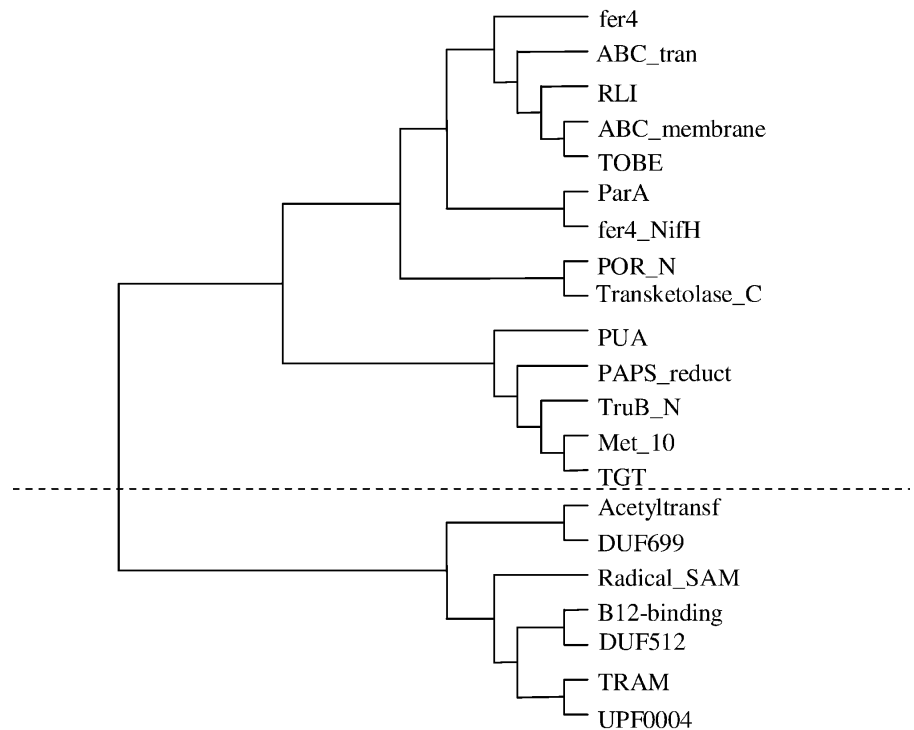 fer4
ABC_tran
RLI
ABC_membrane
TOBE
ParA
fer4_NifH
POR_N
Transketolase_C
PUA
PAPS_reduct
TruB_N
Met_10
TGT
Acetyltransf
DUF699
Radical_SAM
B12-binding
DUF512
TRAM
UPF0004